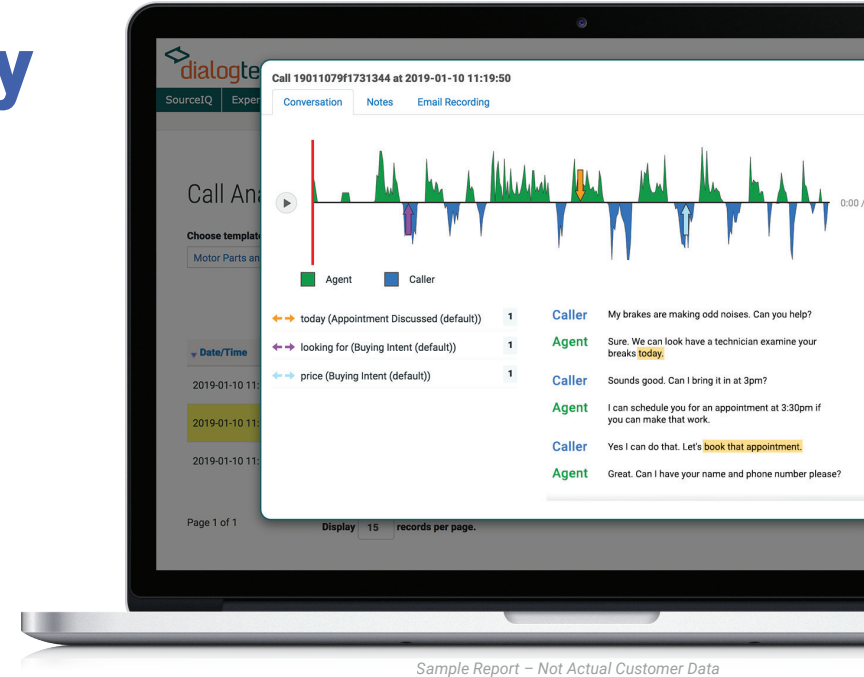 y
dialogte
SourceIQ Exper
Call 19011079f1731344 at 2019-01-10 11:19:50
Conversation Notes Email Recording
Call Ana
Choose template
Motor Parts an
0:00 /
Agent Caller
today (Appointment Discussed (default)) 1
looking for (Buying Intent (default)) 1
price (Buying Intent (default)) 1
Caller My brakes are making odd noises. Can you help?
Agent Sure. We can look have a technician examine your
breaks today.
Caller Sounds good. Can I bring it in at 3pm?
Agent I can schedule you for an appointment at 3:30pm if
you can make that work.
Caller Yes I can do that. Let's book that appointment.
Agent Great. Can I have your name and phone number please?
Date/Time
2019-01-10 11:
2019-01-10 11:
2019-01-10 11:
Page 1 of 1 Display 15 records per page.
Sample Report – Not Actual Customer Data